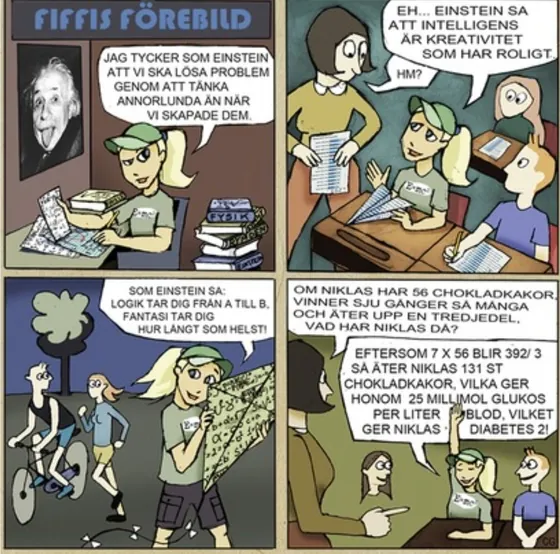 FIFFIS FÖREBILD
JAG TYCKER SOM EINSTEIN
ATT VI SKA LÖSA PROBLEM
GENOM ATT TÄNKA
ANNORLUNDA ÄN NÄR
VI SKAPADE DEM.
FYSIK
EH... EINSTEIN SA
ATT INTELLIGENS
ÄR KREATIVITET
SOM HAR ROLIGT.
HM?
SOM EINSTEIN SA:
LOGIK TAR DIG FRÅN A TILL B,
FANTASI TAR DIG
HUR LÅNGT SOM HELST!
OM NIKLAS HAR 56 CHOKLADKAKOR,
VINNER SJU GÅNGER SÅ MÅNGA
OCH ÄTER UPP EN TREDJEDEL,
VAD HAR NIKLAS DÅ?
EFTERSOM 7 X 56 BLIR 392/ 3
SÅ ÄTER NIKLAS 131 ST
CHOKLADKAKOR, VILKA GER
HONOM 25 MILLIMOL GLUKOS
PER LITER BLOD, VILKET
GER NIKLAS DIABETES 2!